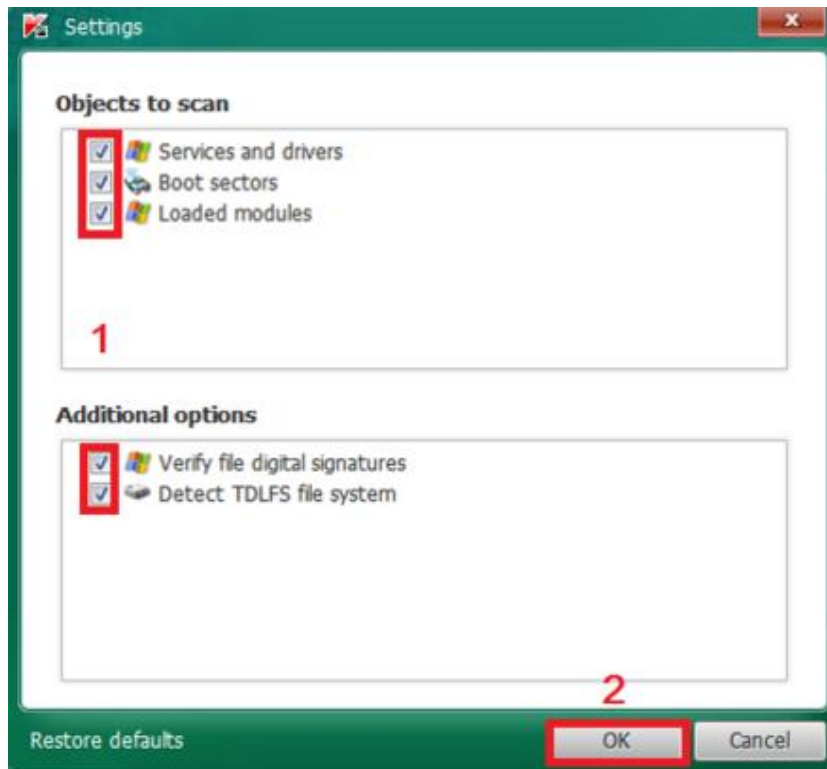 Settings
Objects to scan
Services and drivers
Boot sectors
Loaded modules
1
Additional options
Verify file digital signatures
Detect TDLFS file system
2
Restore defaults OK Cancel